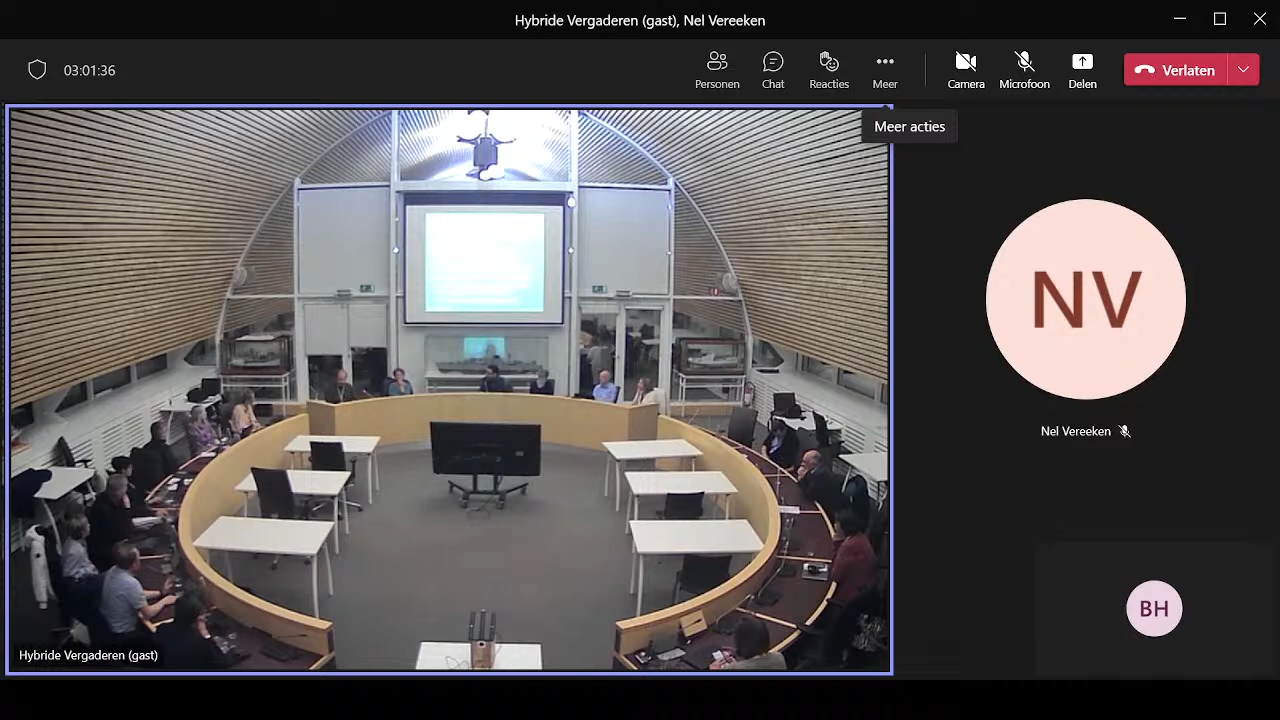 Hybride Vergaderen (gast), Nel Vereeken
03:01:36
Personen
Chat
Reacties
Meer
Camera
Microfoon
Delen
Verlaten
Meer acties
NV
Nel Vereeken
BH
Hybride Vergaderen (gast)